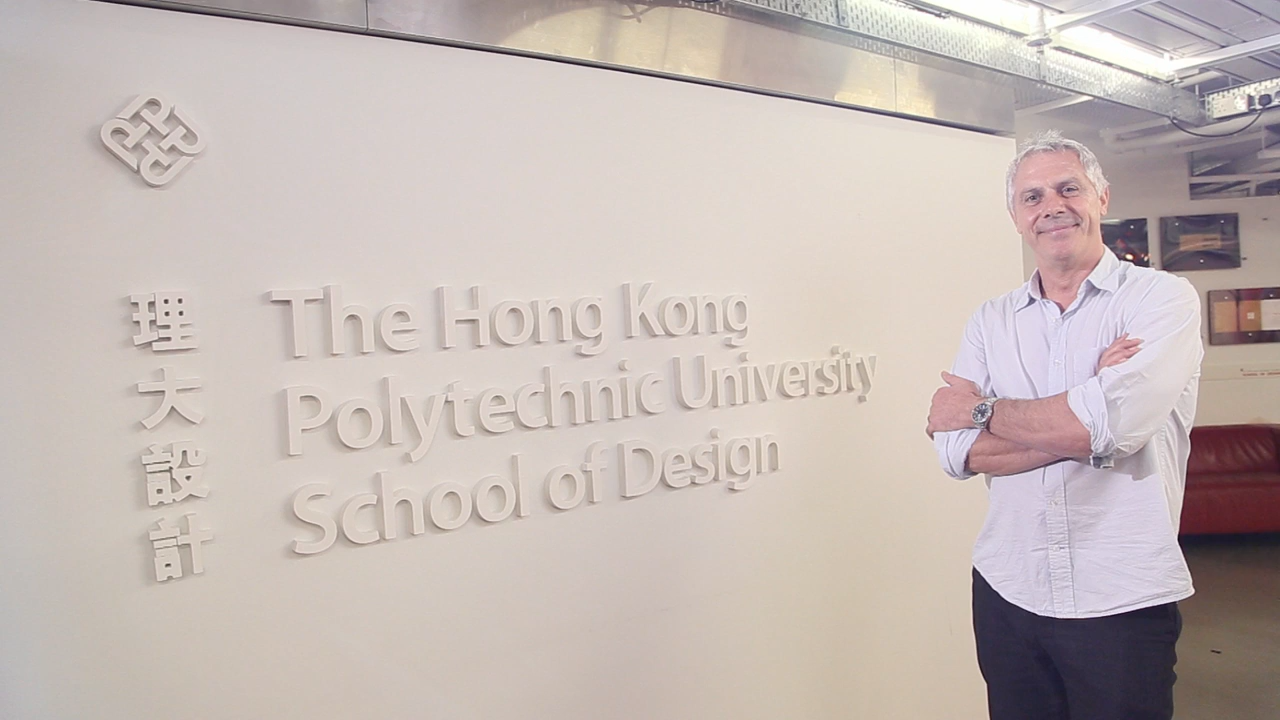 理大設計
The Hong Kong
Polytechnic University
School of Design